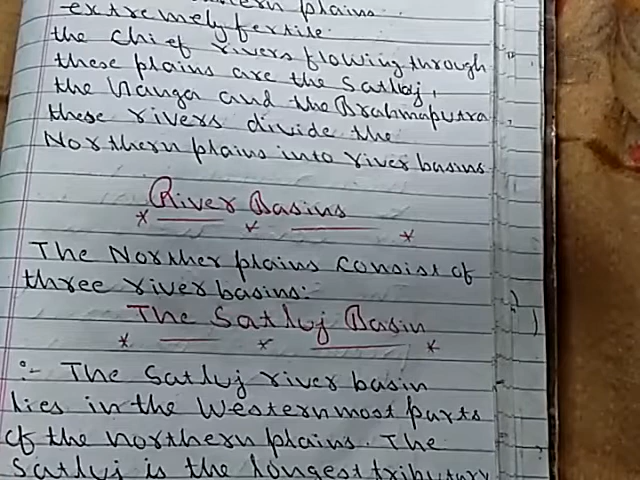 extremely fertile.
the chief rivers flowing through
these plains are the Satluj,
the Ganga and the Brahmaputra
these rivers divide the
Northern plains into river basins
River Basins
The Norther plains consist of
three river basins:
The Satluj Basin
:- The Satluj river basin
lies in the Westernmost parts
of the northern plains. The
Satluj is the longest tributary